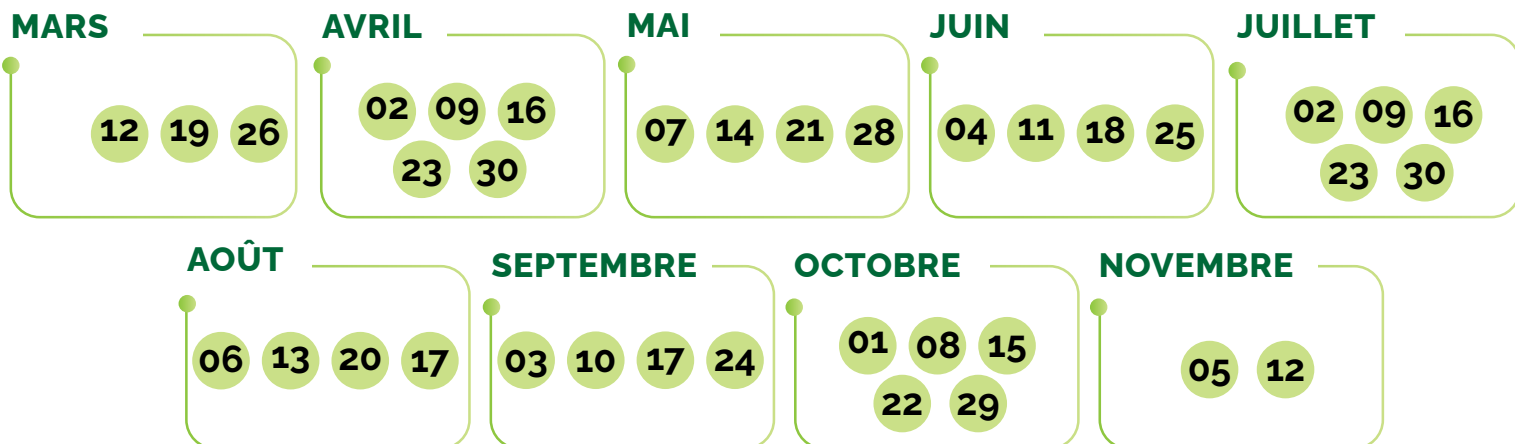 MARS
12 19 26
AVRIL
02 09 16
23 30
MAI
07 14 21 28
JUIN
04 11 18 25
JUILLET
02 09 16
23 30
AOÛT
06 13 20 17
SEPTEMBRE
03 10 17 24
OCTOBRE
01 08 15
22 29
NOVEMBRE
05 12